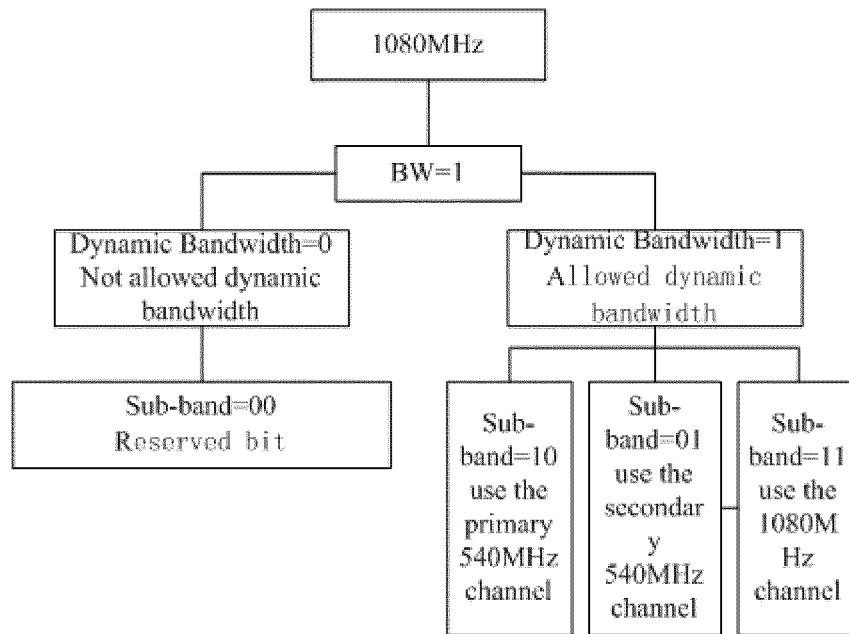 1080MHz
BW=1
Dynamic Bandwidth=0
Not allowed dynamic
bandwidth
Dynamic Bandwidth=1
Allowed dynamic
bandwidth
Sub-band=00
Reserved bit
Sub-
band=10
use the
primary
540MHz
channel
Sub-
band=01
use the
secondar
y
540MHz
channel
Sub-
band=11
use the
1080M
Hz
channel